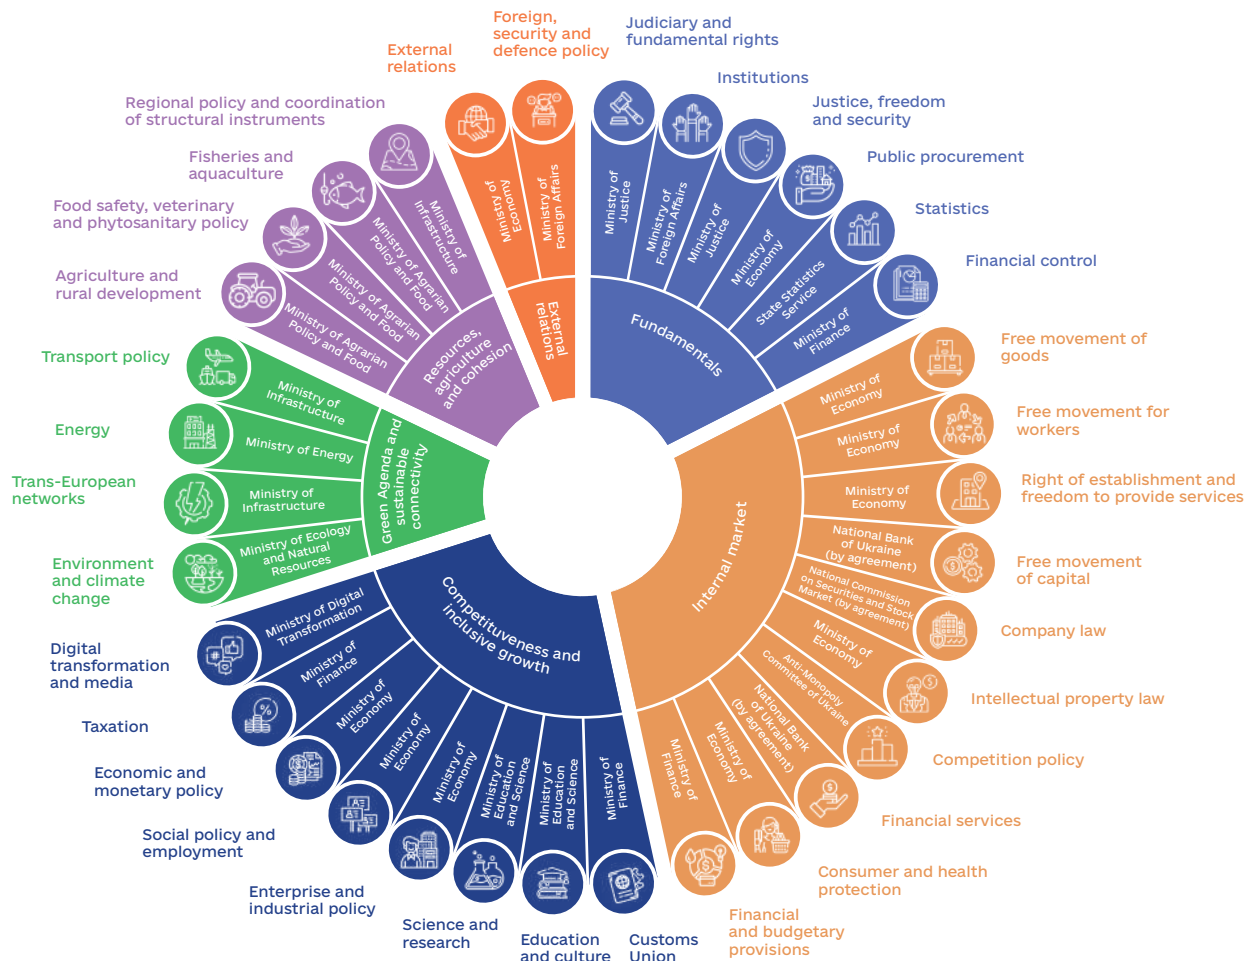 Foreign,
security and
defence policy
External
relations
Ministry of
Economy
Ministry of
Foreign Affairs
External
relations
Judiciary and
fundamental rights
Institutions
Justice, freedom
and security
Public procurement
Statistics
Financial control
Ministry of
Justice
Ministry of
Foreign Affairs
Ministry of
Justice
Ministry of
Economy
State Statistics
Service
Ministry of
Finance
Fundamentals
Free movement of
goods
Free movement for
workers
Right of establishment and
freedom to provide services
Free movement
of capital
Company law
Intellectual property law
Competition policy
Financial services
Consumer and health
protection
Financial
and budgetary
provisions
Ministry of
Economy
Ministry of
Economy
Ministry of
Economy
National Bank
of Ukraine
(by agreement)
National Commission
on Securities and Stock
Market (by agreement)
Ministry of
Economy
Anti-Monopoly
Committee of Ukraine
National Bank
of Ukraine
(by agreement)
Ministry of
Economy
Ministry of
Finance
Internal market
Customs
Union
Education
and culture
Science and
research
Enterprise and
industrial policy
Social policy and
employment
Economic and
monetary policy
Taxation
Digital
transformation
and media
Ministry of
Finance
Ministry of
Education
and Science
Ministry of
Education
and Science
Ministry of
Economy
Ministry of
Economy
Ministry of
Economy
Ministry of
Finance
Ministry of Digital
Transformation
Competituveness and
Inclusive growth
Environment
and climate
change
Trans-European
networks
Energy
Transport policy
Ministry of Ecology
and Natural
Resources
Ministry of
Infrastructure
Ministry of Energy
Ministry of
Infrastructure
Green Agenda and
sustainable
connectivity
Agriculture and
rural development
Food safety, veterinary
and phytosanitary policy
Fisheries and
aquaculture
Regional policy and coordination
of structural instruments
Ministry of Agrarian
Policy and Food
Ministry of Agrarian
Policy and Food
Ministry of Agrarian
Policy and Food
Ministry of
Infrastructure
Resources,
agriculture
and cohesion